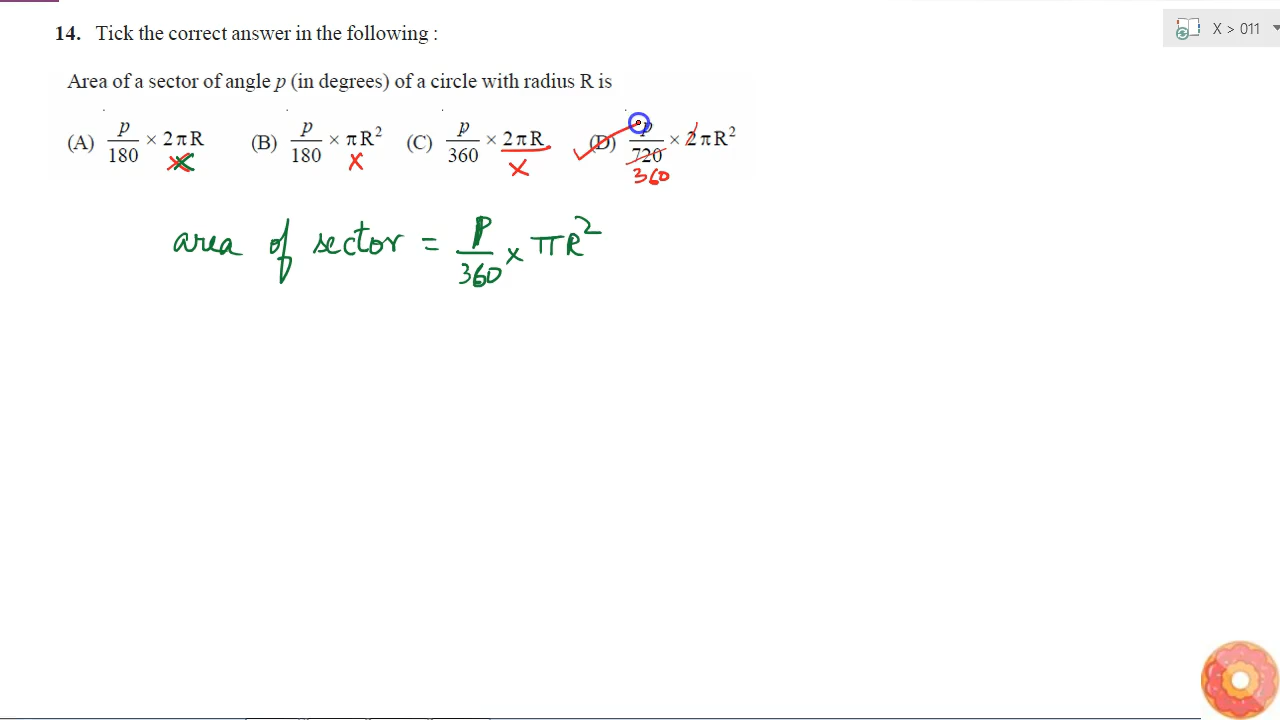 14. Tick the correct answer in the following :
X > 011
Area of a sector of angle p (in degrees) of a circle with radius R is
(A) p/180 × 2πR (B) p/180 × πR² (C) p/360 × 2πR (D) p/720 × 2πR²
× × × 360
area of sector = P/360 × πR²